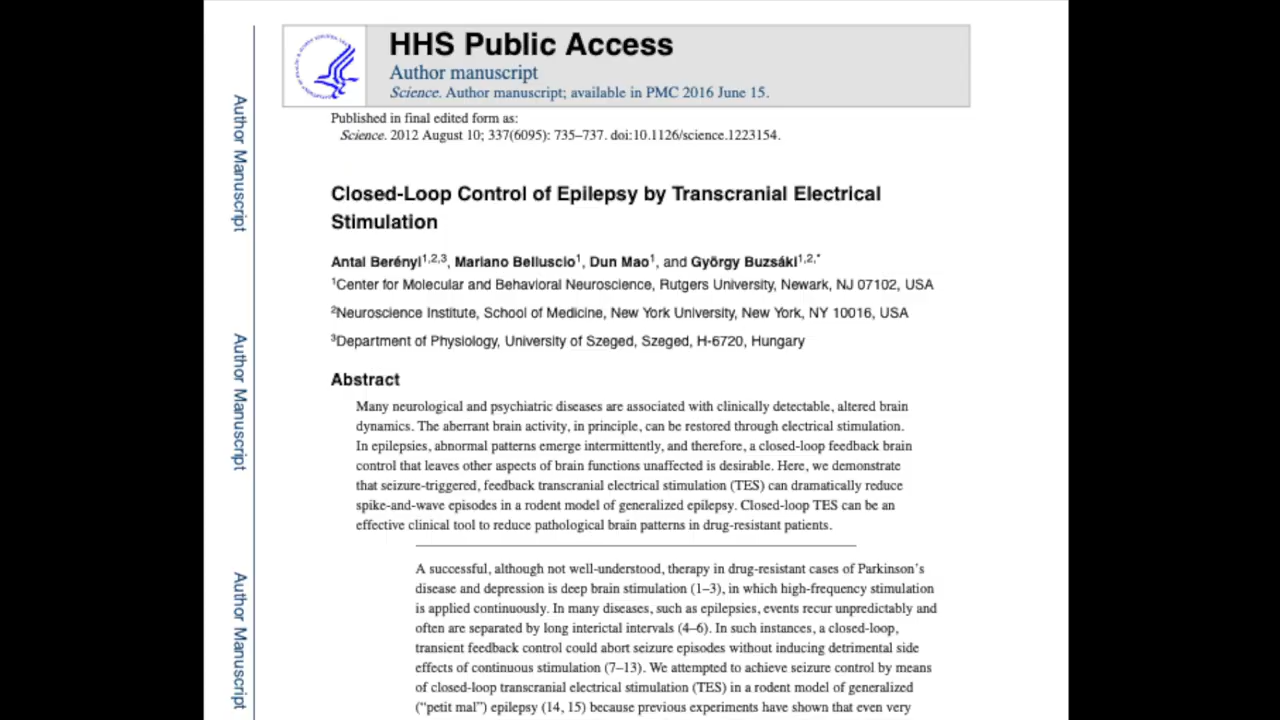 HHS Public Access
Author manuscript
Science. Author manuscript; available in PMC 2016 June 15.
Published in final edited form as:
Science. 2012 August 10; 337(6095): 735–737. doi:10.1126/science.1223154.
Closed-Loop Control of Epilepsy by Transcranial Electrical
Stimulation
Antal Berényi1,2,3, Mariano Belluscio1, Dun Mao1, and György Buzsáki1,2,*
1Center for Molecular and Behavioral Neuroscience, Rutgers University, Newark, NJ 07102, USA
2Neuroscience Institute, School of Medicine, New York University, New York, NY 10016, USA
3Department of Physiology, University of Szeged, Szeged, H-6720, Hungary
Abstract
Many neurological and psychiatric diseases are associated with clinically detectable, altered brain
dynamics. The aberrant brain activity, in principle, can be restored through electrical stimulation.
In epilepsies, abnormal patterns emerge intermittently, and therefore, a closed-loop feedback brain
control that leaves other aspects of brain functions unaffected is desirable. Here, we demonstrate
that seizure-triggered, feedback transcranial electrical stimulation (TES) can dramatically reduce
spike-and-wave episodes in a rodent model of generalized epilepsy. Closed-loop TES can be an
effective clinical tool to reduce pathological brain patterns in drug-resistant patients.
A successful, although not well-understood, therapy in drug-resistant cases of Parkinson's
disease and depression is deep brain stimulation (1–3), in which high-frequency stimulation
is applied continuously. In many diseases, such as epilepsies, events recur unpredictably and
often are separated by long interictal intervals (4–6). In such instances, a closed-loop,
transient feedback control could abort seizure episodes without inducing detrimental side
effects of continuous stimulation (7–13). We attempted to achieve seizure control by means
of closed-loop transcranial electrical stimulation (TES) in a rodent model of generalized
("petit mal") epilepsy (14, 15) because previous experiments have shown that even very
Author Manuscript
Author Manuscript
Author Manuscript